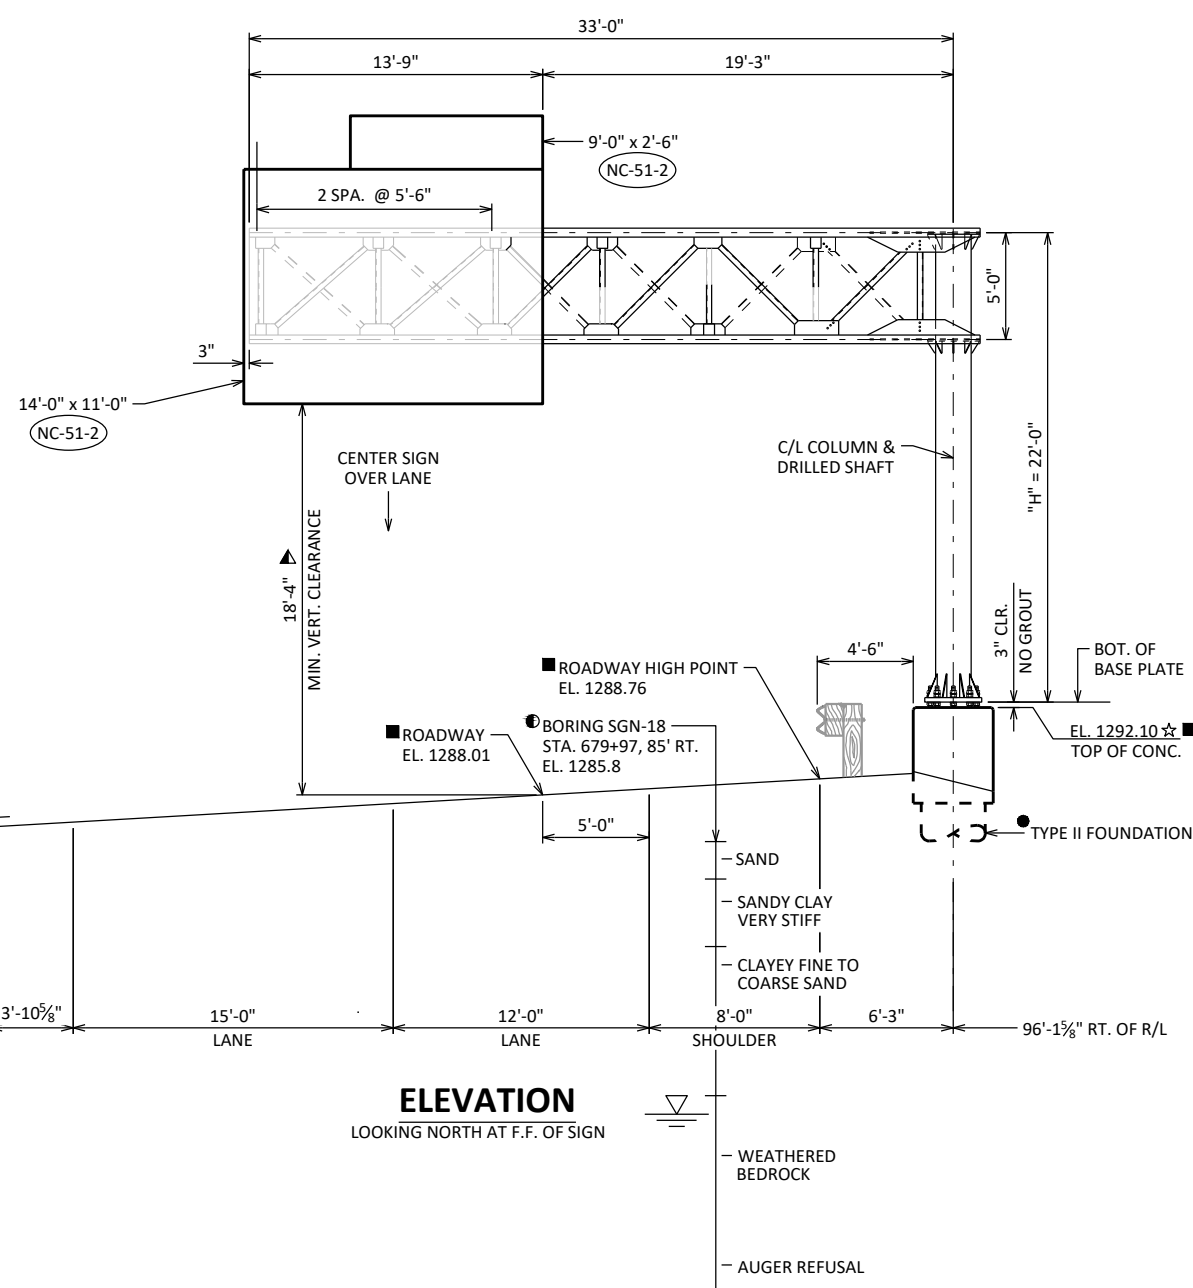 33'-0"
13'-9"
19'-3"
9'-0" x 2'-6"
NC-51-2
2 SPA. @ 5'-6"
5'-0"
3"
14'-0" x 11'-0"
NC-51-2
CENTER SIGN
OVER LANE
C/L COLUMN &
DRILLED SHAFT
"H" = 22'-0"
18'-4"
MIN. VERT. CLEARANCE
3" CLR.
NO GROUT
4'-6"
BOT. OF
BASE PLATE
ROADWAY HIGH POINT
EL. 1288.76
ROADWAY
EL. 1288.01
BORING SGN-18
STA. 679+97, 85' RT.
EL. 1285.8
EL. 1292.10
TOP OF CONC.
5'-0"
TYPE II FOUNDATION
SAND
SANDY CLAY
VERY STIFF
CLAYEY FINE TO
COARSE SAND
3'-10⅝"
15'-0"
LANE
12'-0"
LANE
8'-0"
SHOULDER
6'-3"
96'-1⅝" RT. OF R/L
ELEVATION
LOOKING NORTH AT F.F. OF SIGN
WEATHERED
BEDROCK
AUGER REFUSAL